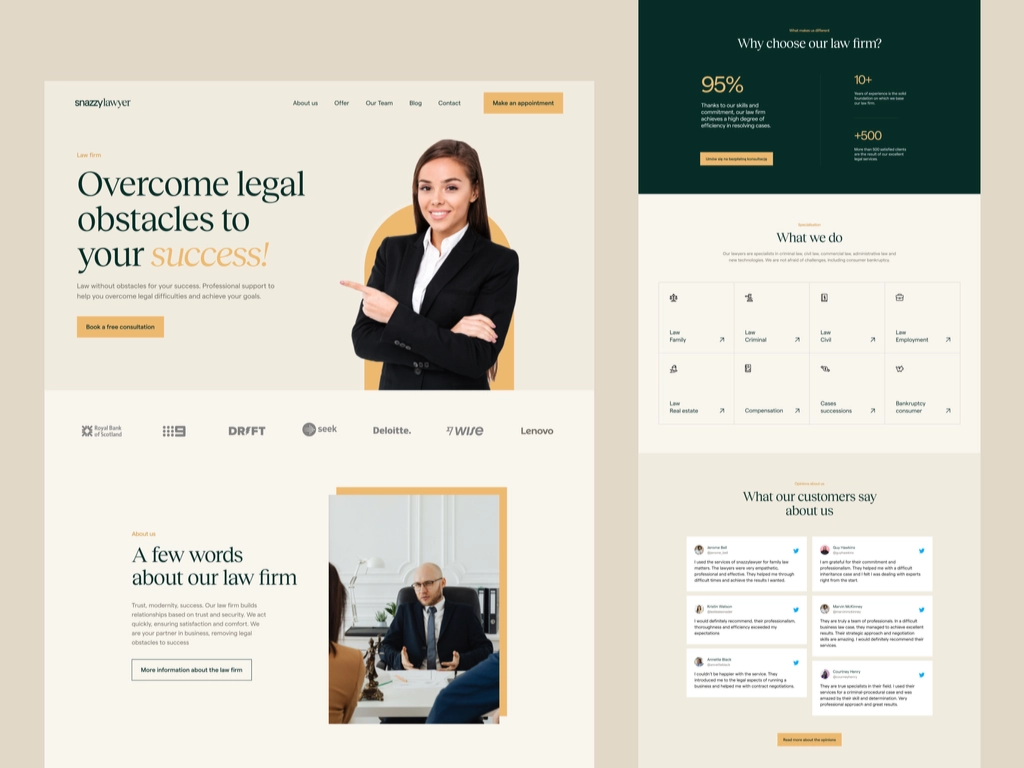 snazzylawyer
About us
Offer
Our Team
Blog
Contact
Make an appointment
Law firm
Overcome legal
obstacles to
your success!
Law without obstacles for your success. Professional support to
help you overcome legal difficulties and achieve your goals.
Book a free consultation
Royal Bank
of Scotland
9
DRIFT
seek
Deloitte.
7WISE
Lenovo
About us
A few words
about our law firm
Trust, modernity, success. Our law firm builds
relationships based on trust and security. We act
quickly, ensuring satisfaction and comfort. We
are your partner in business, removing legal
obstacles to success
More information about the law firm
What makes us different
Why choose our law firm?
95%
Thanks to our skills and
commitment, our law firm
achieves a high degree of
efficiency in resolving cases.
10+
Years of experience is the solid
foundation on which we base
our law firm.
+500
More than 500 satisfied clients
are the result of our excellent
legal services.
Umów się na bezpłatną konsultację
Specialization
What we do
Our lawyers are specialists in criminal law, civil law, commercial law, administrative law and
new technologies. We are not afraid of challenges, including consumer bankruptcy.
Law
Family
Law
Criminal
Law
Civil
Law
Employment
Law
Real estate
Compensation
Cases
successions
Bankruptcy
consumer
Opinions about us
What our customers say
about us
Jerome Bell
I used the services of snazzylawyer for family law
matters. The lawyers were very empathetic,
professional and effective. They helped me through
difficult times and achieve the results I wanted.
Kristin Watson
I would definitely recommend, their professionalism,
thoroughness and efficiency exceeded my
expectations
Annette Black
I couldn't be happier with the service. They
introduced me to the legal aspects of running a
business and helped me with contract negotiations.
Guy Hawkins
I am grateful for their commitment and
professionalism. They helped me with a difficult
inheritance case and I felt I was dealing with experts
right from the start.
Marvin McKinney
They are truly a team of professionals. In a difficult
business law case, they managed to achieve excellent
results. Their strategic approach and negotiation
skills are amazing. I would definitely recommend their
services.
Courtney Henry
They are true specialists in their field. I used their
services for a criminal-procedural case and was
amazed by their skill and determination. Very
professional approach and great results.
Read more about the opinions